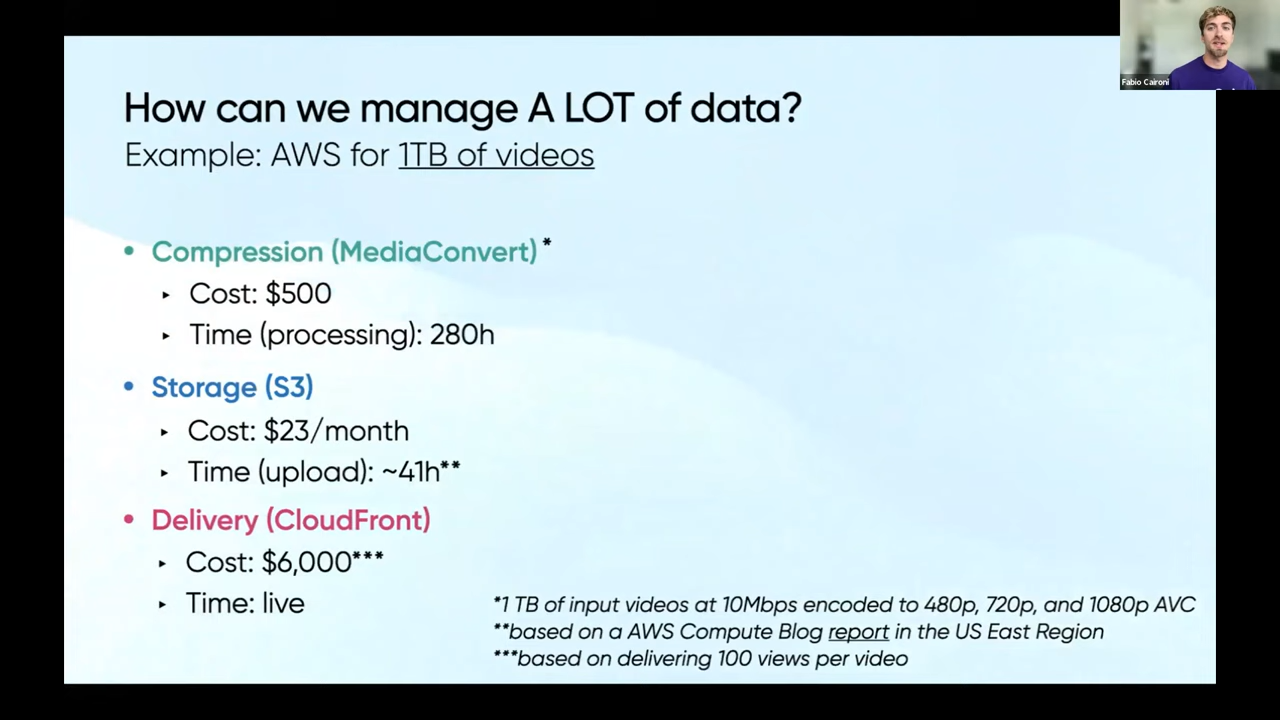 Fabio Caironi
How can we manage A LOT of data?
Example: AWS for 1TB of videos
• Compression (MediaConvert)*
‣ Cost: $500
‣ Time (processing): 280h
• Storage (S3)
‣ Cost: $23/month
‣ Time (upload): ~41h**
• Delivery (CloudFront)
‣ Cost: $6,000***
‣ Time: live
*1 TB of input videos at 10Mbps encoded to 480p, 720p, and 1080p AVC
**based on a AWS Compute Blog report in the US East Region
***based on delivering 100 views per video